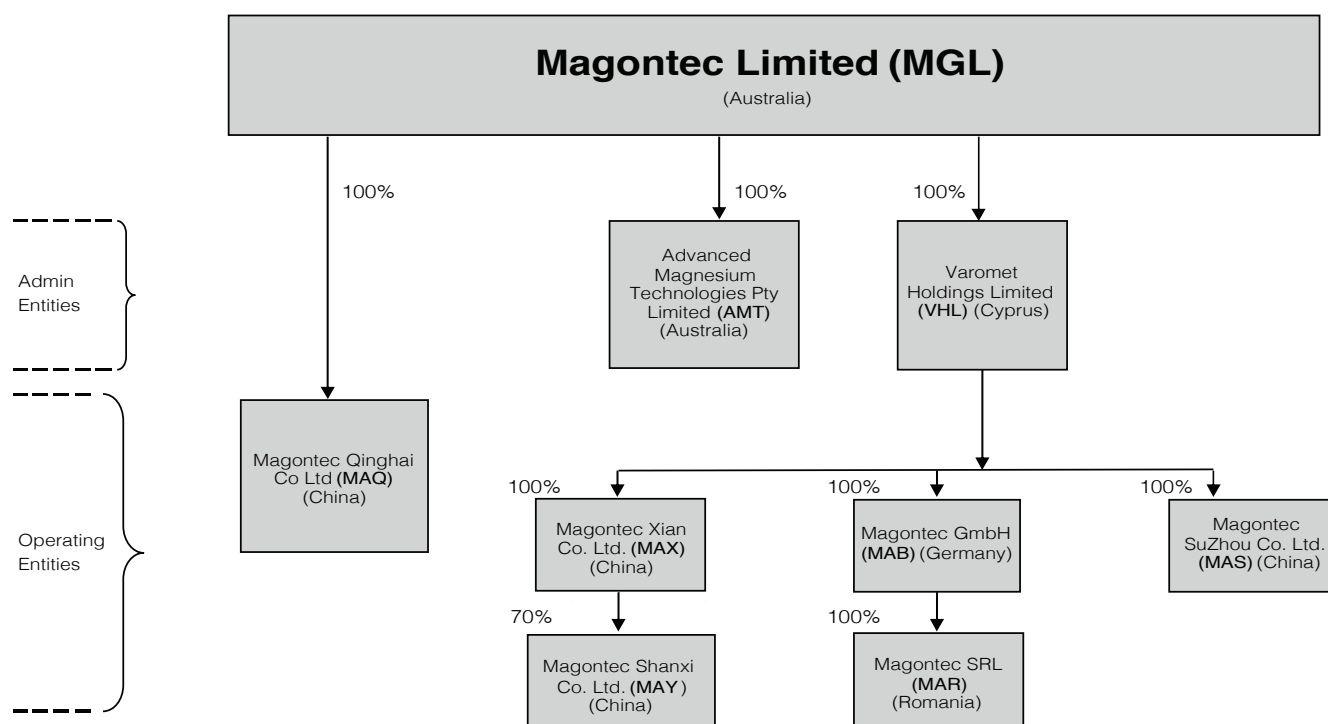 Magontec Limited (MGL)
(Australia)
100%
100%
100%
Admin
Entities
Advanced
Magnesium
Technologies Pty
Limited (AMT)
(Australia)
Varomet
Holdings Limited
(VHL) (Cyprus)
Operating
Entities
Magontec Qinghai
Co Ltd (MAQ)
(China)
100%
100%
100%
Magontec Xian
Co. Ltd. (MAX)
(China)
Magontec GmbH
(MAB) (Germany)
Magontec
SuZhou Co. Ltd.
(MAS) (China)
70%
100%
Magontec Shanxi
Co. Ltd. (MAY )
(China)
Magontec SRL
(MAR)
(Romania)